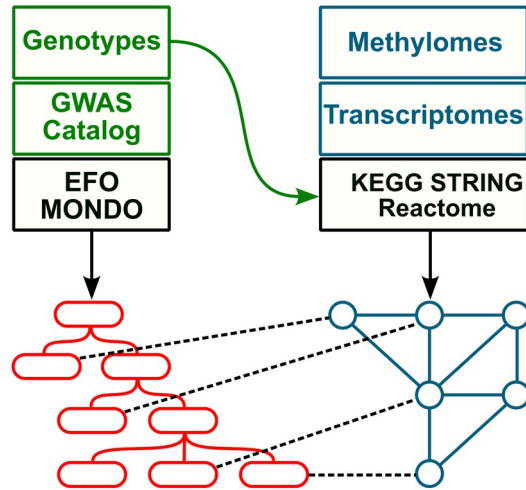 Genotypes
GWAS
Catalog
EFO
MONDO
Methylomes
Transcriptomes
KEGG STRING
Reactome